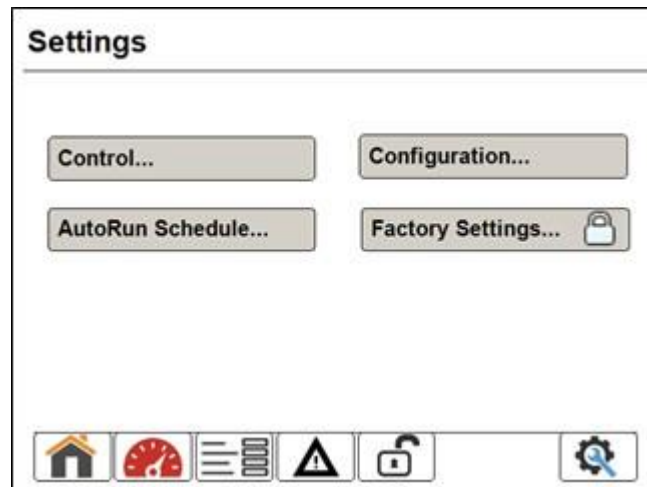 Settings
Control...
Configuration...
AutoRun Schedule...
Factory Settings...